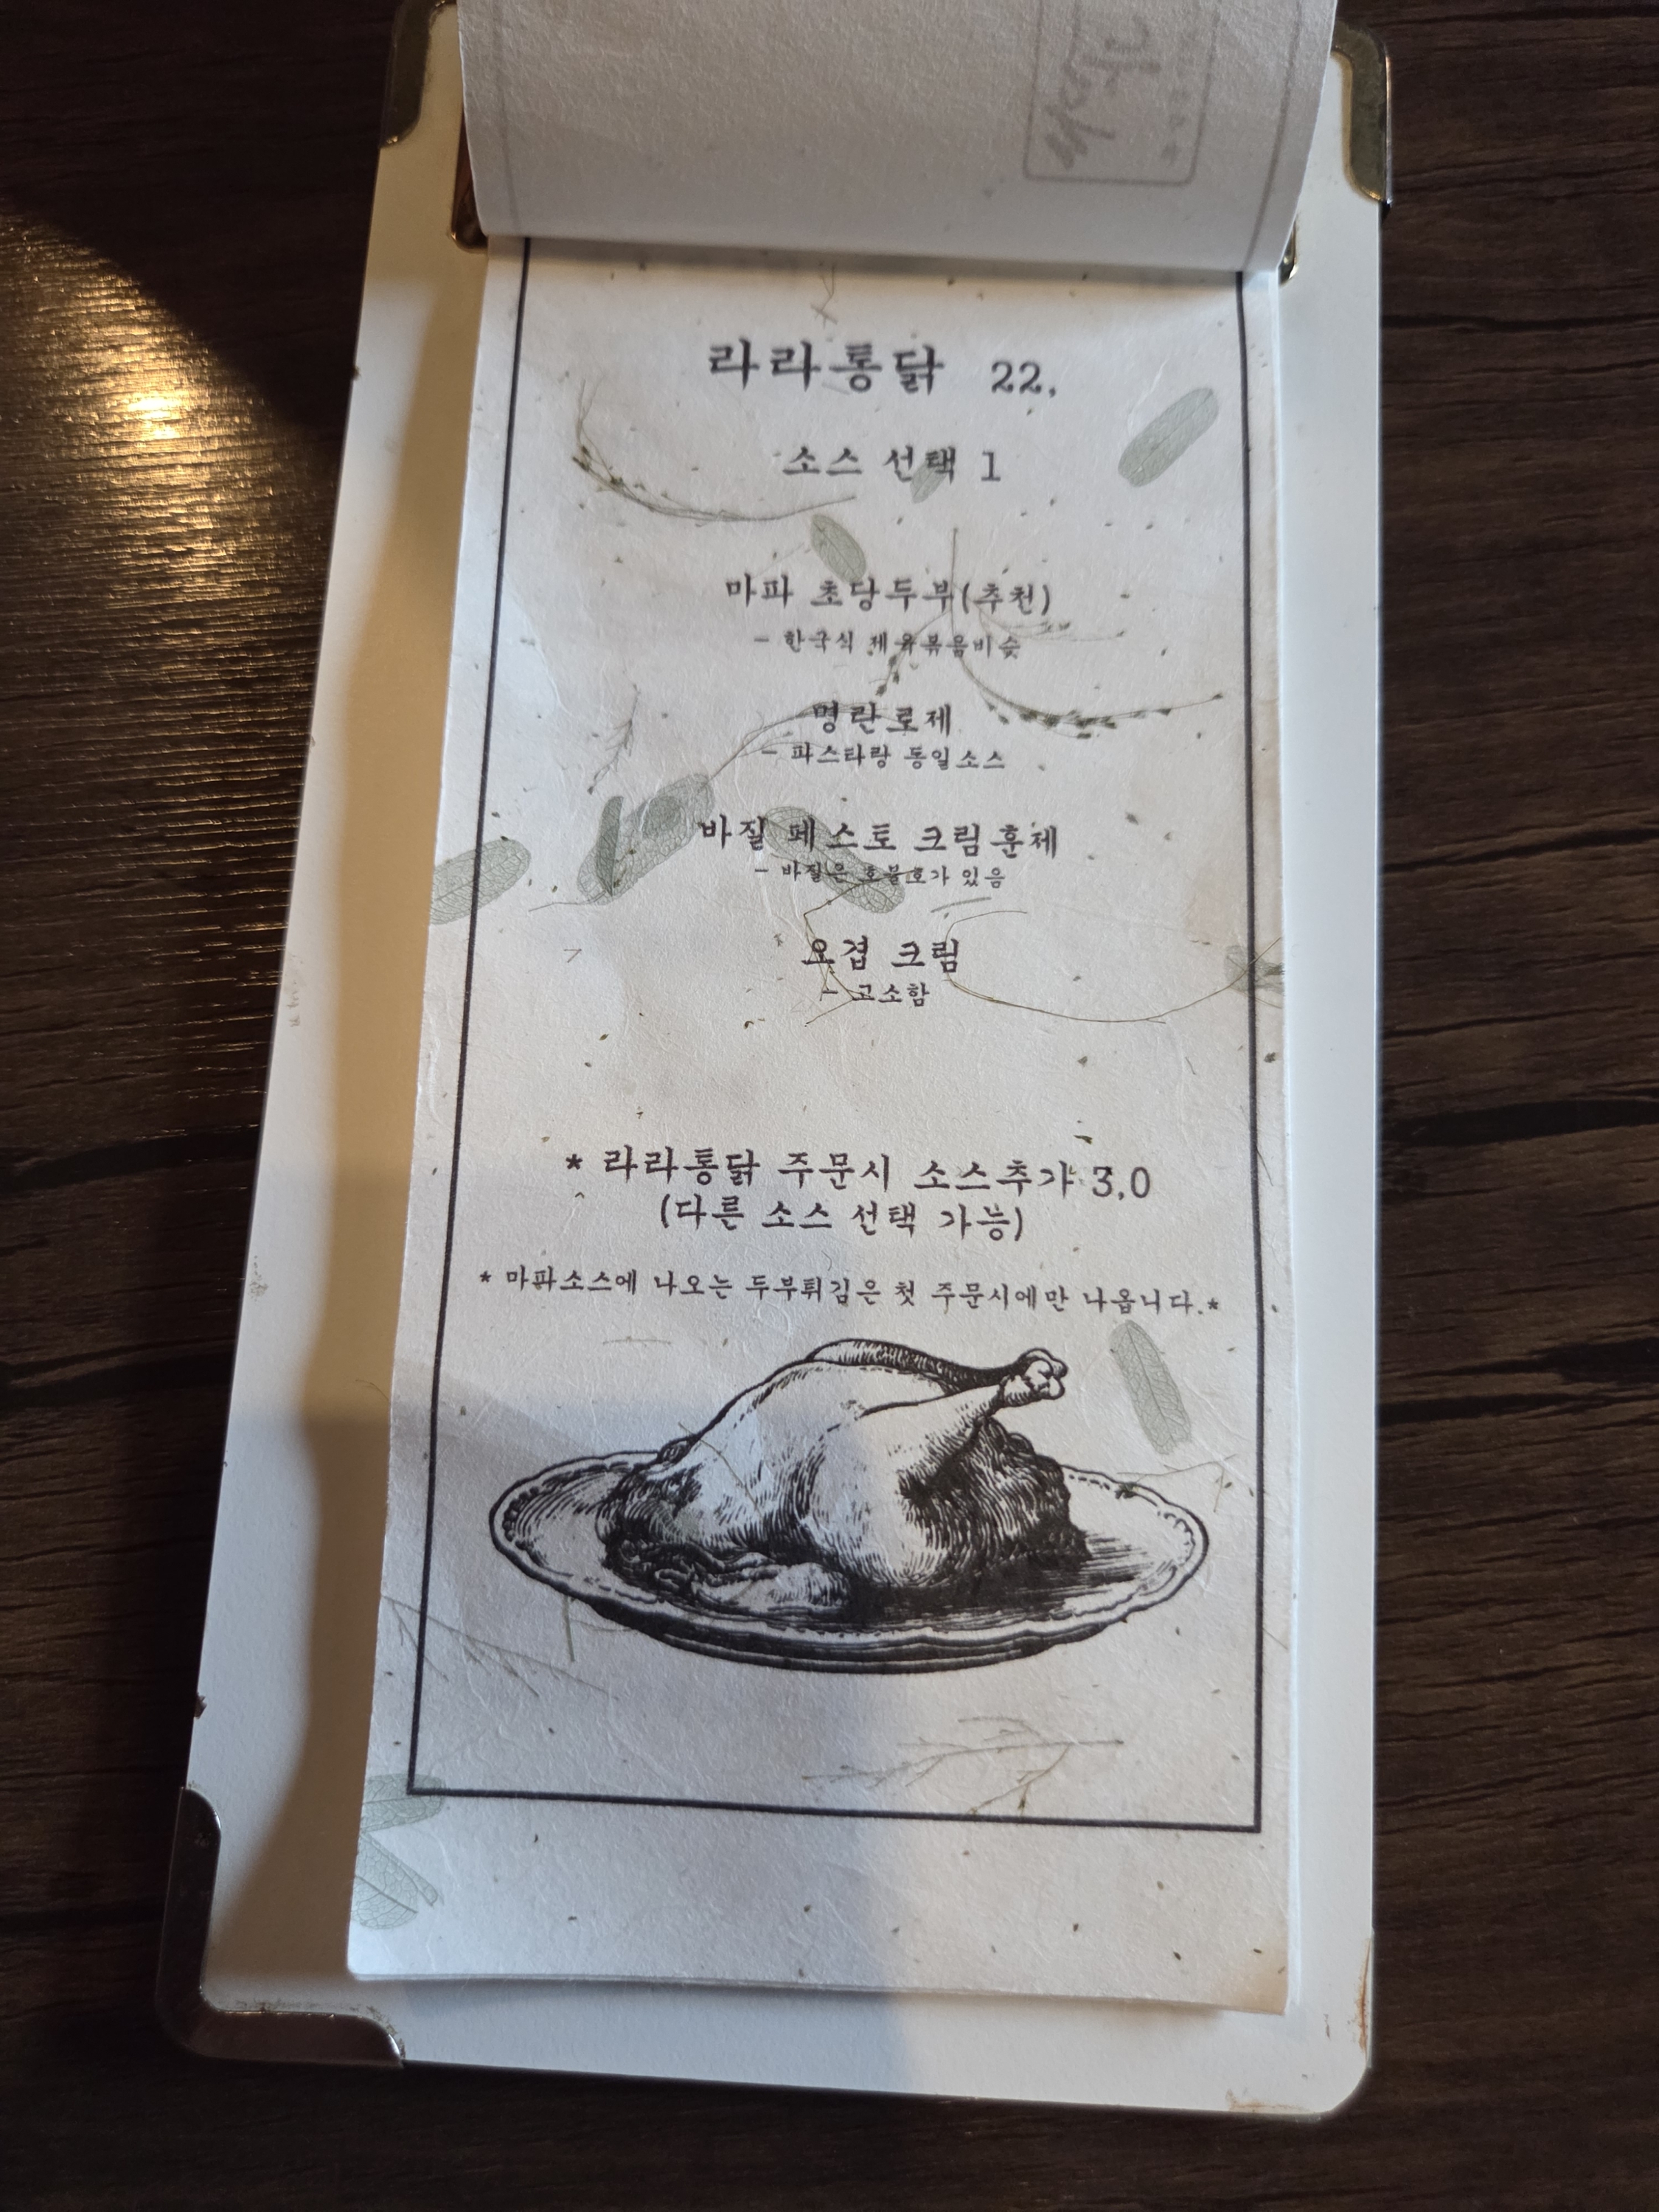 라라통닭 22.
소스 선택 1
마파 초당두부(추천)
- 한국식 제육볶음비슷
명란로제
- 파스타랑 동일소스
바질 페스토 크림훈제
- 바질은 호불호가 있음
오겹 크림
- 고소함
* 라라통닭 주문시 소스추가 3.0
(다른 소스 선택 가능)
* 마파소스에 나오는 두부튀김은 첫 주문시에만 나옵니다.*